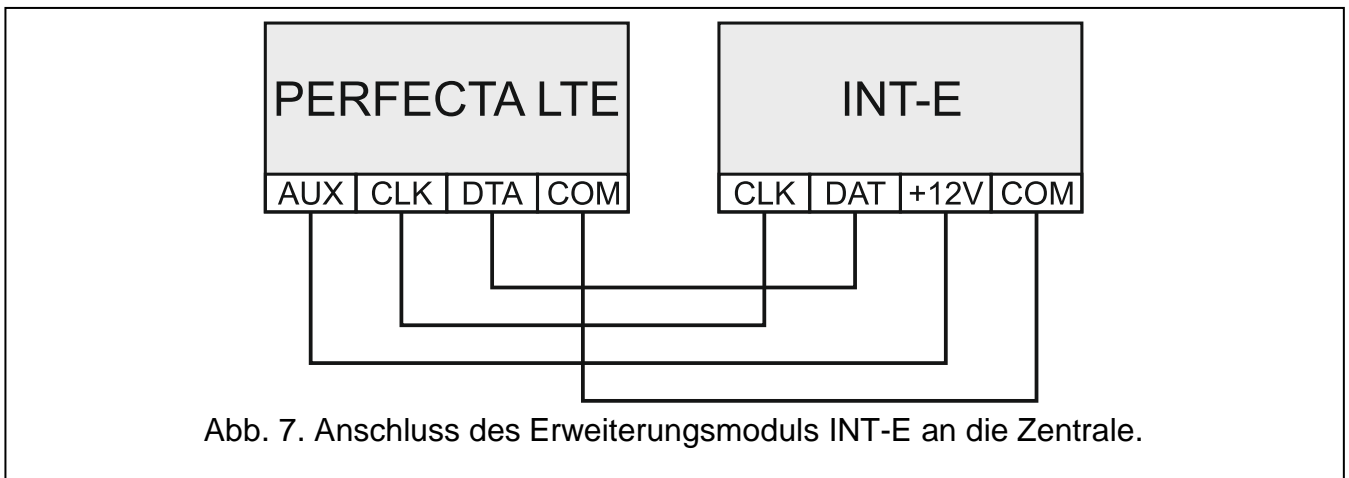 PERFECTA LTE INT-E
AUX CLK DTA COM CLK DAT +12V COM
Abb. 7. Anschluss des Erweiterungsmoduls INT-E an die Zentrale.